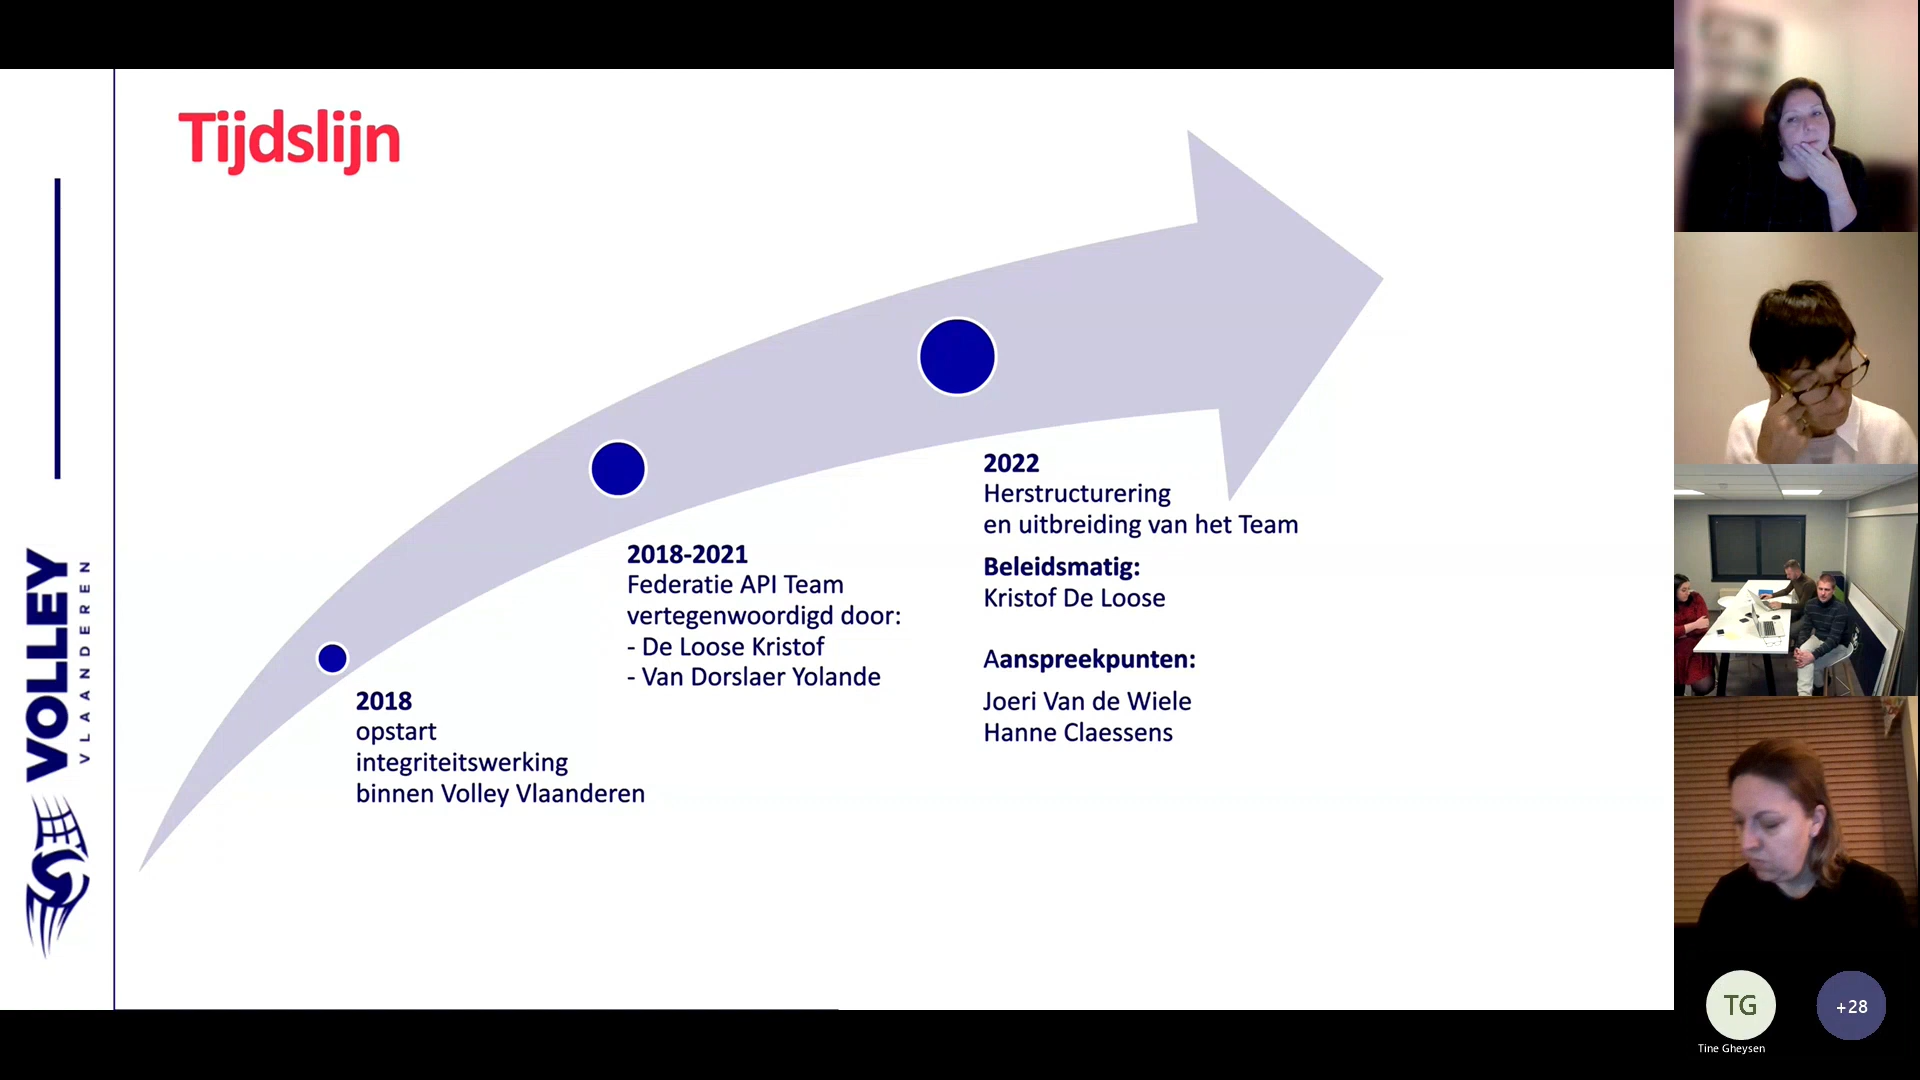 Tijdslijn
VOLLEY
VLAANDEREN
2018
opstart
integriteitswerking
binnen Volley Vlaanderen
2018-2021
Federatie API Team
vertegenwoordigd door:
- De Loose Kristof
- Van Dorslaer Yolande
2022
Herstructurering
en uitbreiding van het Team
Beleidsmatig:
Kristof De Loose
Aanspreekpunten:
Joeri Van de Wiele
Hanne Claessens
TG
+28
Tine Gheysen